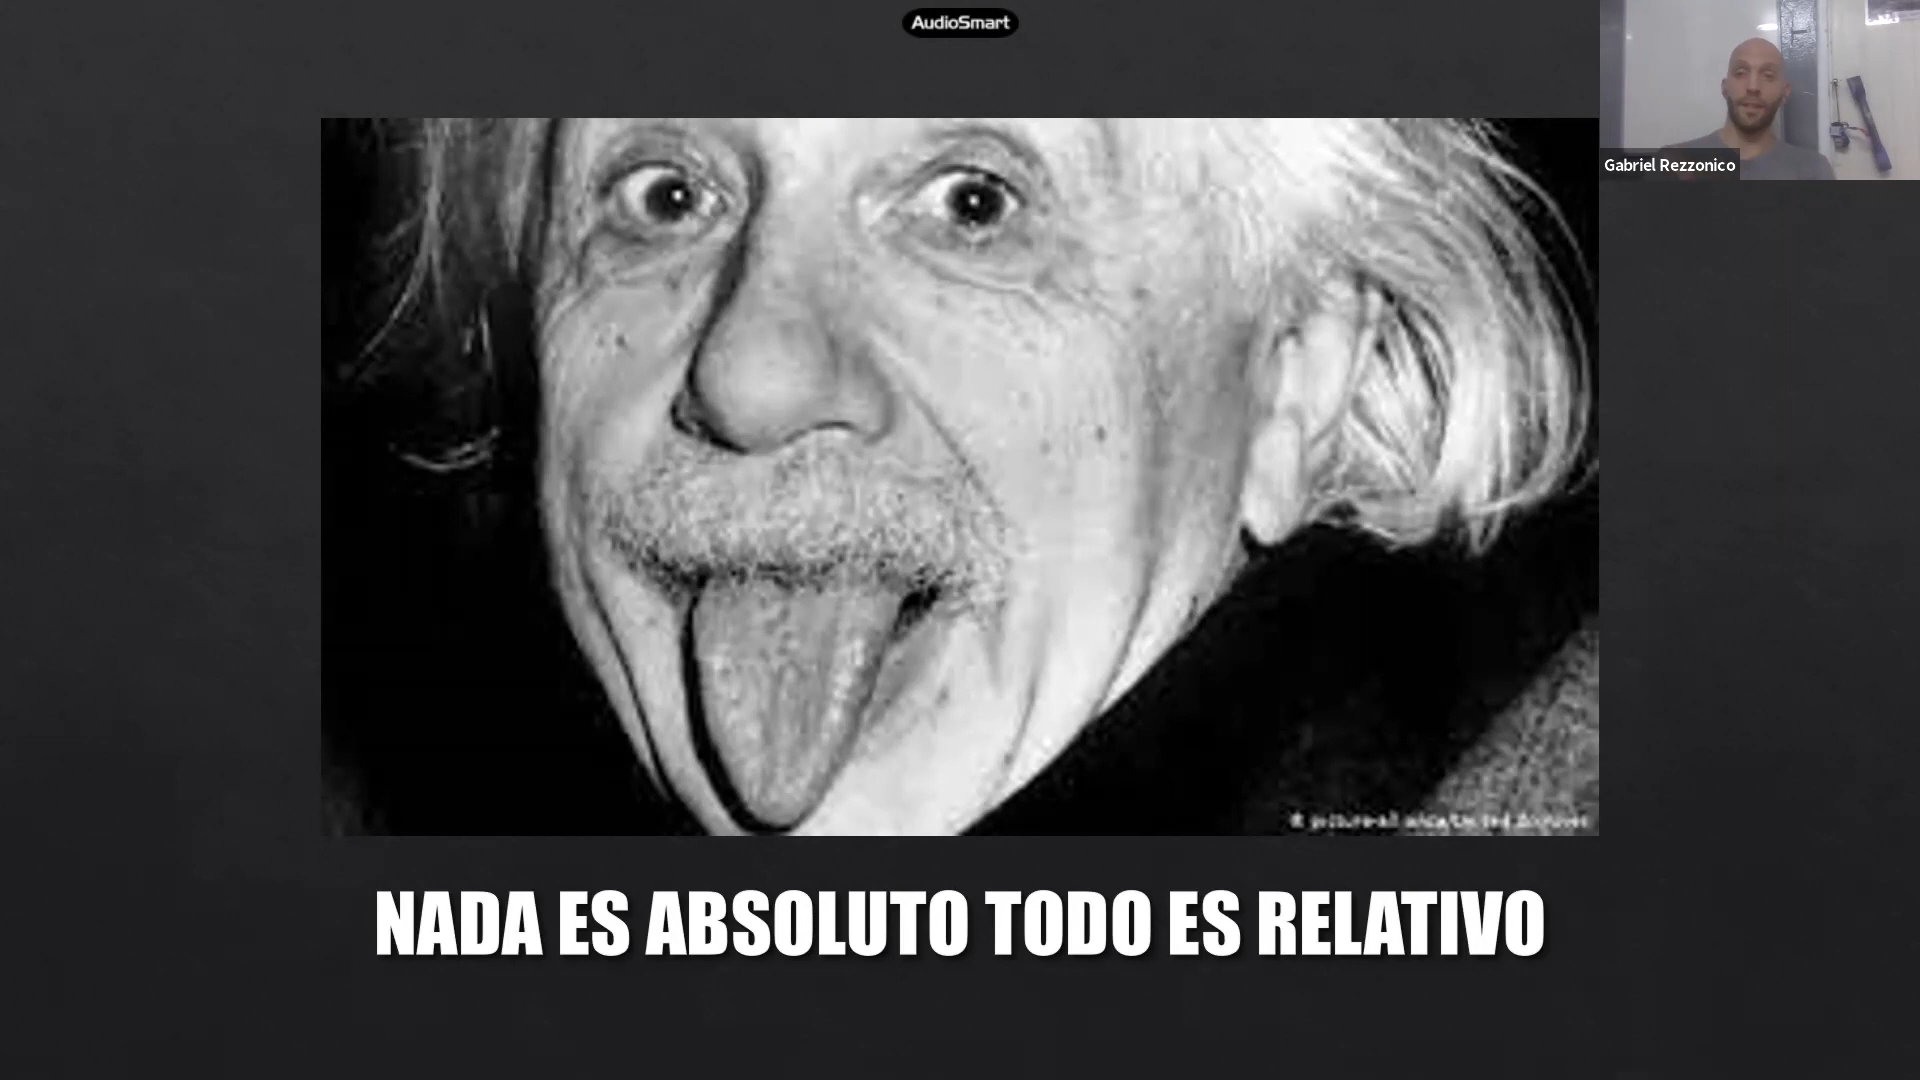 AudioSmart
Gabriel Rezzonico
NADA ES ABSOLUTO TODO ES RELATIVO